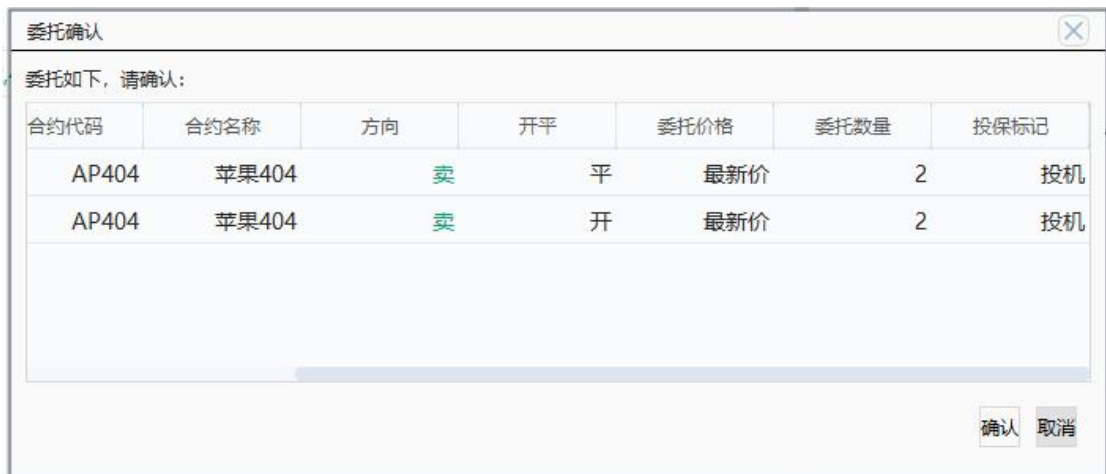 委托确认
委托如下，请确认：
合约代码 合约名称 方向 开平 委托价格 委托数量 投保标记
AP404 苹果404 卖 平 最新价 2 投机
AP404 苹果404 卖 开 最新价 2 投机
确认 取消